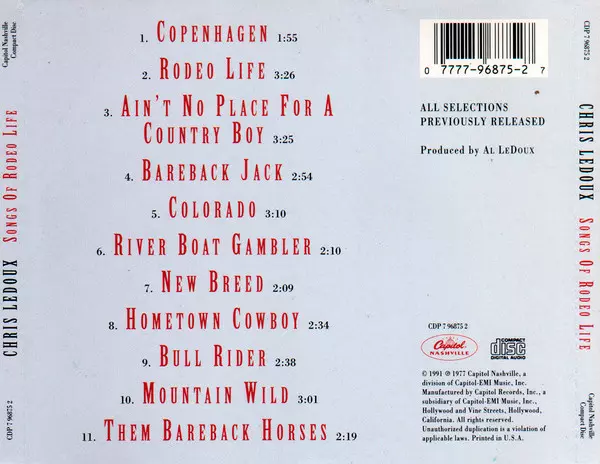 Capitol Nashville
Compact Disc
CHRIS LEDOUX SONGS OF RODEO LIFE
CDP 7 96875 2
1. COPENHAGEN 1:55
2. RODEO LIFE 3:26
3. AIN'T NO PLACE FOR A
COUNTRY BOY 3:25
4. BAREBACK JACK 2:54
5. COLORADO 3:10
6. RIVER BOAT GAMBLER 2:10
7. NEW BREED 2:09
8. HOMETOWN COWBOY 2:34
9. BULL RIDER 2:38
10. MOUNTAIN WILD 3:01
11. THEM BAREBACK HORSES 2:19
0 7777-96875-2 7
ALL SELECTIONS
PREVIOUSLY RELEASED
Produced by AL LEDOUX
CDP 7 96875 2
Capitol
NASHVILLE
COMPACT
disc
DIGITAL AUDIO
© 1991 ℗ 1977 Capitol Nashville, a
division of Capitol-EMI Music, Inc.
Manufactured by Capitol Records, Inc., a
subsidiary of Capitol-EMI Music, Inc.,
Hollywood and Vine Streets, Hollywood,
California. All rights reserved.
Unauthorized duplication is a violation of
applicable laws. Printed in U.S.A.
CDP 7 96875 2
CHRIS LEDOUX SONGS OF RODEO LIFE
Capitol Nashville
Compact Disc